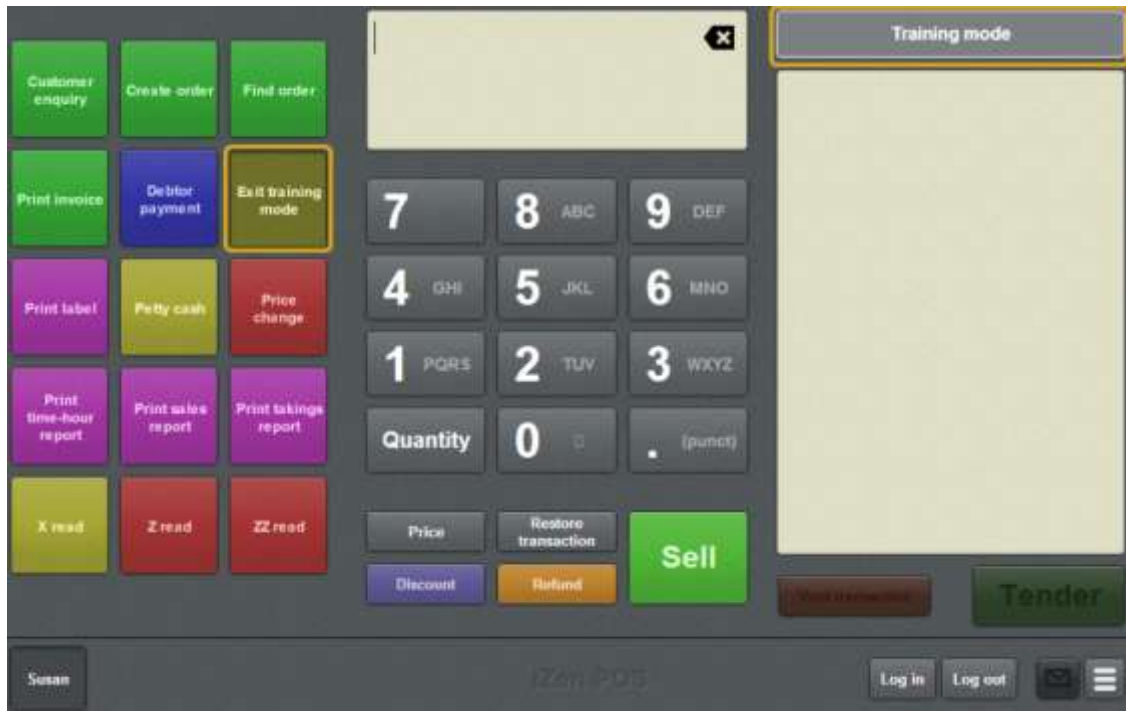 Customer
enquiry
Create order
Find order
Print invoice
Debtor
payment
Exit training
mode
Print label
Petty cash
Price
change
Print
time-hour
report
Print sales
report
Print takings
report
X read
Z read
ZZ read
7
8 ABC
9 DEF
4 GHI
5 JKL
6 MNO
1 PQRS
2 TUV
3 WXYZ
Quantity
0
. (punct)
Price
Restore
transaction
Sell
Discount
Refund
Training mode
Void transaction
Tender
Susan
Log in
Log out